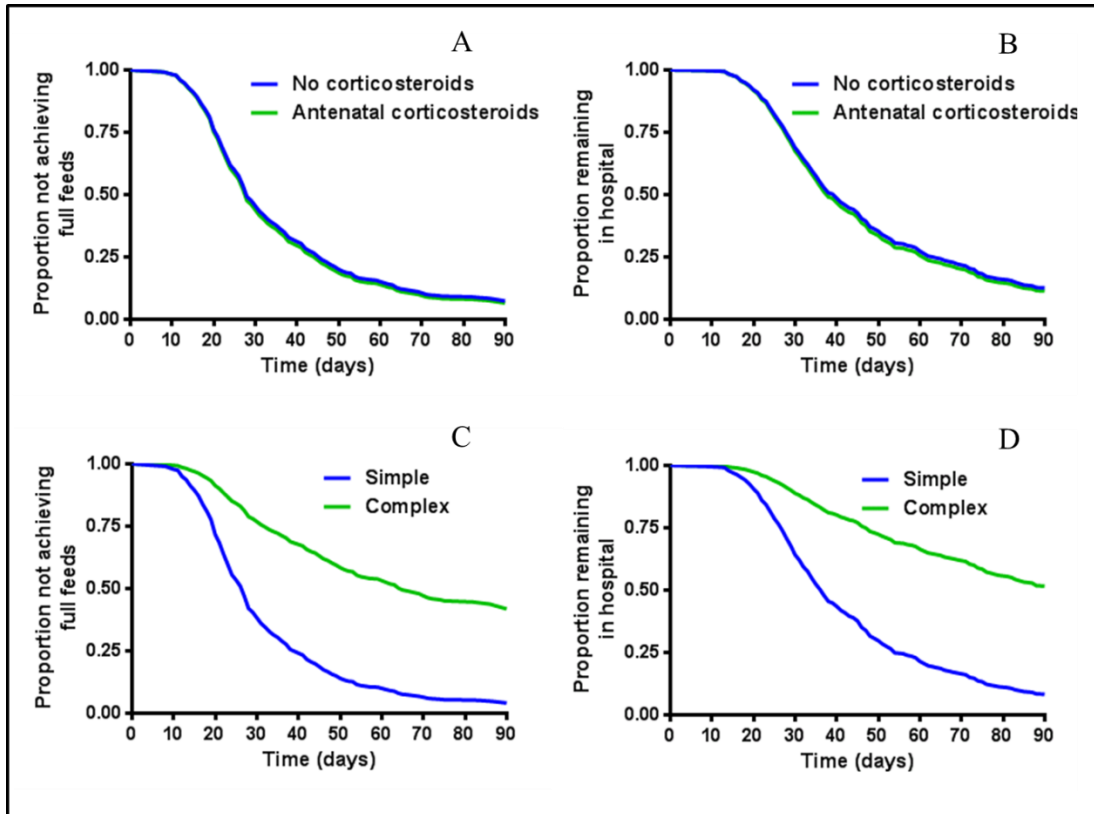 A
1.00
0.75
0.50
0.25
0.00
Proportion not achieving
full feeds
No corticosteroids
Antenatal corticosteroids
0 10 20 30 40 50 60 70 80 90
Time (days)
B
1.00
0.75
0.50
0.25
0.00
Proportion remaining
in hospital
No corticosteroids
Antenatal corticosteroids
0 10 20 30 40 50 60 70 80 90
Time (days)
C
1.00
0.75
0.50
0.25
0.00
Proportion not achieving
full feeds
Simple
Complex
0 10 20 30 40 50 60 70 80 90
Time (days)
D
1.00
0.75
0.50
0.25
0.00
Proportion remaining
in hospital
Simple
Complex
0 10 20 30 40 50 60 70 80 90
Time (days)